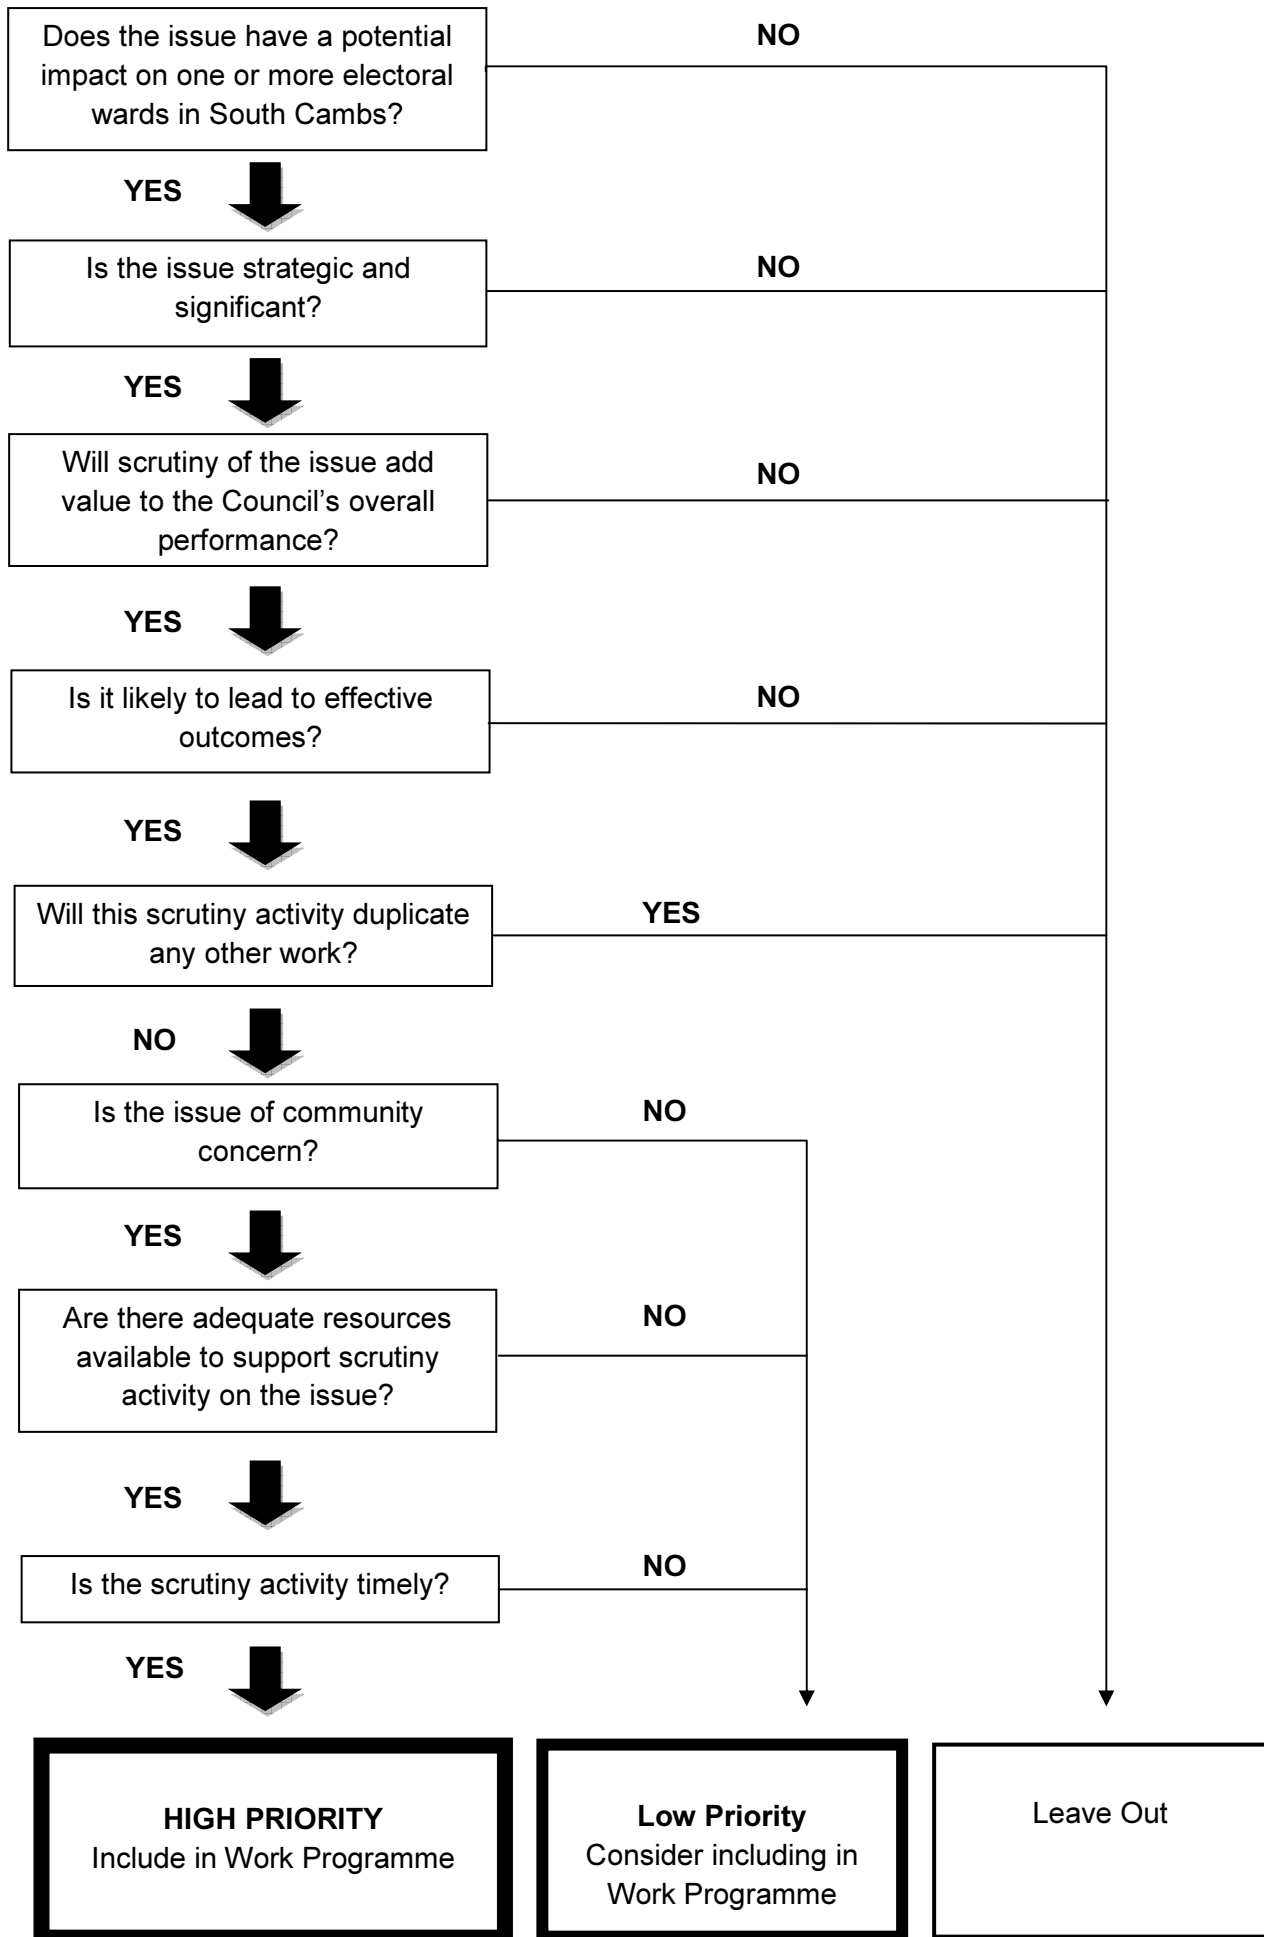 Does the issue have a potential
impact on one or more electoral
wards in South Cambs?
NO
YES
Is the issue strategic and
significant?
NO
YES
Will scrutiny of the issue add
value to the Council’s overall
performance?
NO
YES
Is it likely to lead to effective
outcomes?
NO
YES
Will this scrutiny activity duplicate
any other work?
YES
NO
Is the issue of community
concern?
NO
YES
Are there adequate resources
available to support scrutiny
activity on the issue?
NO
YES
Is the scrutiny activity timely?
NO
YES
HIGH PRIORITY
Include in Work Programme
Low Priority
Consider including in
Work Programme
Leave Out